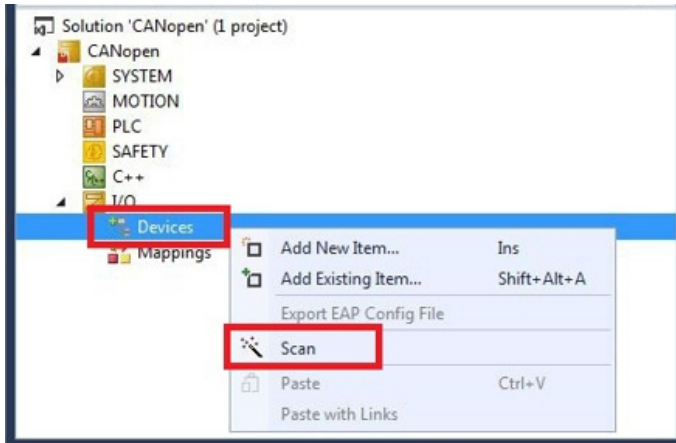 Solution 'CANopen' (1 project)
CANopen
SYSTEM
MOTION
PLC
SAFETY
C++
I/O
Devices
Mappings
Add New Item... Ins
Add Existing Item... Shift+Alt+A
Export EAP Config File
Scan
Paste Ctrl+V
Paste with Links